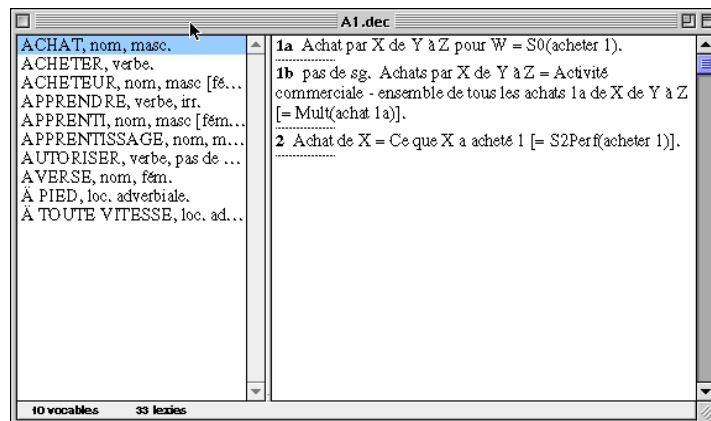 A1.dec
ACHAT, nom, masc.
ACHETER, verbe.
ACHETEUR, nom, masc [fé...
APPRENDRE, verbe, irr.
APPRENTI, nom, masc [fém...
APPRENTISSAGE, nom, m...
AUTORISER, verbe, pas de ...
AVERSE, nom, fém.
Ä PIED, loc. adverbiale.
Ä TOUTE VITESSE, loc. ad...
1a Achat par X de Y à Z pour W = S0(acheter 1).
1b pas de sg. Achats par X de Y à Z = Activité
commerciale - ensemble de tous les achats 1a de X de Y à Z
[= Mult(achat 1a)].
2 Achat de X = Ce que X a acheté 1 [= S2Perf(acheter 1)].
10 vocables 33 lexies